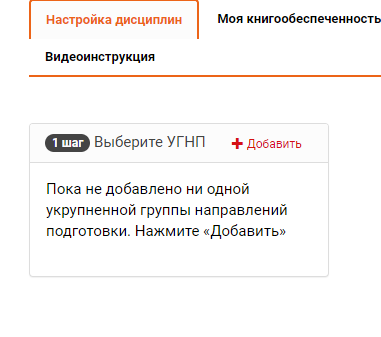 Настройка дисциплин
Моя книгообеспеченность
Видеоинструкция
1 шаг Выберите УГНП + Добавить
Пока не добавлено ни одной
укрупненной группы направлений
подготовки. Нажмите «Добавить»